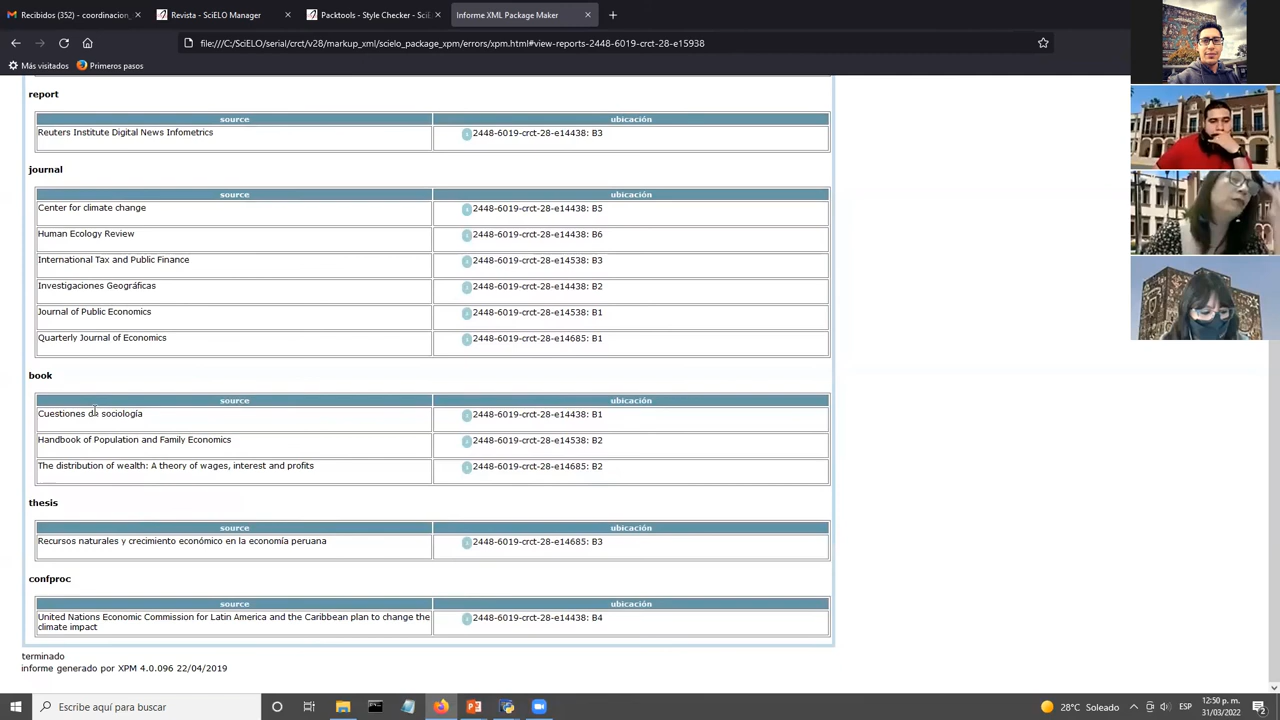 Recibidos (352) - coordinacion_
Revista - SciELO Manager
Packtools - Style Checker - SciEL
Informe XML Package Maker
file:///C:/SciELO/serial/crct/v28/markup_xml/scielo_package_xpm/errors/xpm.html#view-reports-2448-6019-crct-28-e15938
Más visitados Primeros pasos
report
source ubicación
Reuters Institute Digital News Infometrics 2448-6019-crct-28-e14438: B3
journal
source ubicación
Center for climate change 2448-6019-crct-28-e14438: B5
Human Ecology Review 2448-6019-crct-28-e14438: B6
International Tax and Public Finance 2448-6019-crct-28-e14538: B3
Investigaciones Geográficas 2448-6019-crct-28-e14438: B2
Journal of Public Economics 2448-6019-crct-28-e14538: B1
Quarterly Journal of Economics 2448-6019-crct-28-e14685: B1
book
source ubicación
Cuestiones de sociología 2448-6019-crct-28-e14438: B1
Handbook of Population and Family Economics 2448-6019-crct-28-e14538: B2
The distribution of wealth: A theory of wages, interest and profits 2448-6019-crct-28-e14685: B2
thesis
source ubicación
Recursos naturales y crecimiento económico en la economía peruana 2448-6019-crct-28-e14685: B3
confproc
source ubicación
United Nations Economic Commission for Latin America and the Caribbean plan to change the 2448-6019-crct-28-e14438: B4
climate impact
terminado
informe generado por XPM 4.0.096 22/04/2019
Escribe aquí para buscar
28°C Soleado
ESP
12:50 p. m.
31/03/2022
2